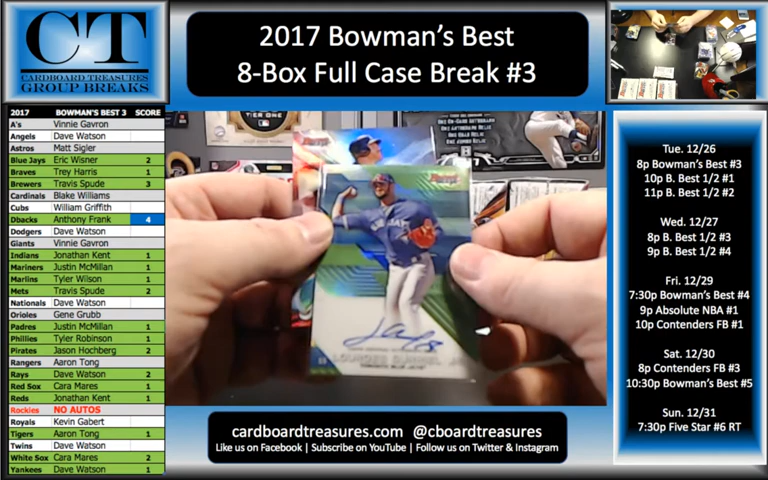 CT
CARDBOARD TREASURES
GROUP BREAKS
2017 Bowman's Best
8-Box Full Case Break #3
2017 BOWMAN'S BEST 3 SCORE
A's Vinnie Gavron
Angels Dave Watson
Astros Matt Sigler
Blue Jays Eric Wisner 2
Braves Trey Harris 1
Brewers Travis Spude 3
Cardinals Blake Williams
Cubs William Griffith
Dbacks Anthony Frank 4
Dodgers Dave Watson
Giants Vinnie Gavron
Indians Jonathan Kent 1
Mariners Justin McMillan 1
Marlins Tyler Wilson 1
Mets Travis Spude 2
Nationals Dave Watson
Orioles Gene Grubb
Padres Justin McMillan 1
Phillies Tyler Robinson 1
Pirates Jason Hochberg 2
Rangers Aaron Tong
Rays Dave Watson 2
Red Sox Cara Mares 1
Reds Jonathan Kent 1
Rockies NO AUTOS
Royals Kevin Gabert
Tigers Aaron Tong 1
Twins Dave Watson
White Sox Cara Mares 2
Yankees Dave Watson 1
TIER ONE
ONE ON-CARD AUTOGRAPH
ONE AUTOGRAPH RELIC
BLUE JAYS
TORONTO BLUE JAYS
Tue. 12/26
8p Bowman's Best #3
10p B. Best 1/2 #1
11p B. Best 1/2 #2
Wed. 12/27
8p B. Best 1/2 #3
9p B. Best 1/2 #4
Fri. 12/29
7:30p Bowman's Best #4
9p Absolute NBA #1
10p Contenders FB #1
Sat. 12/30
8p Contenders FB #3
10:30p Bowman's Best #5
Sun. 12/31
7:30p Five Star #6 RT
cardboardtreasures.com @cboardtreasures
Like us on Facebook | Subscribe on YouTube | Follow us on Twitter & Instagram